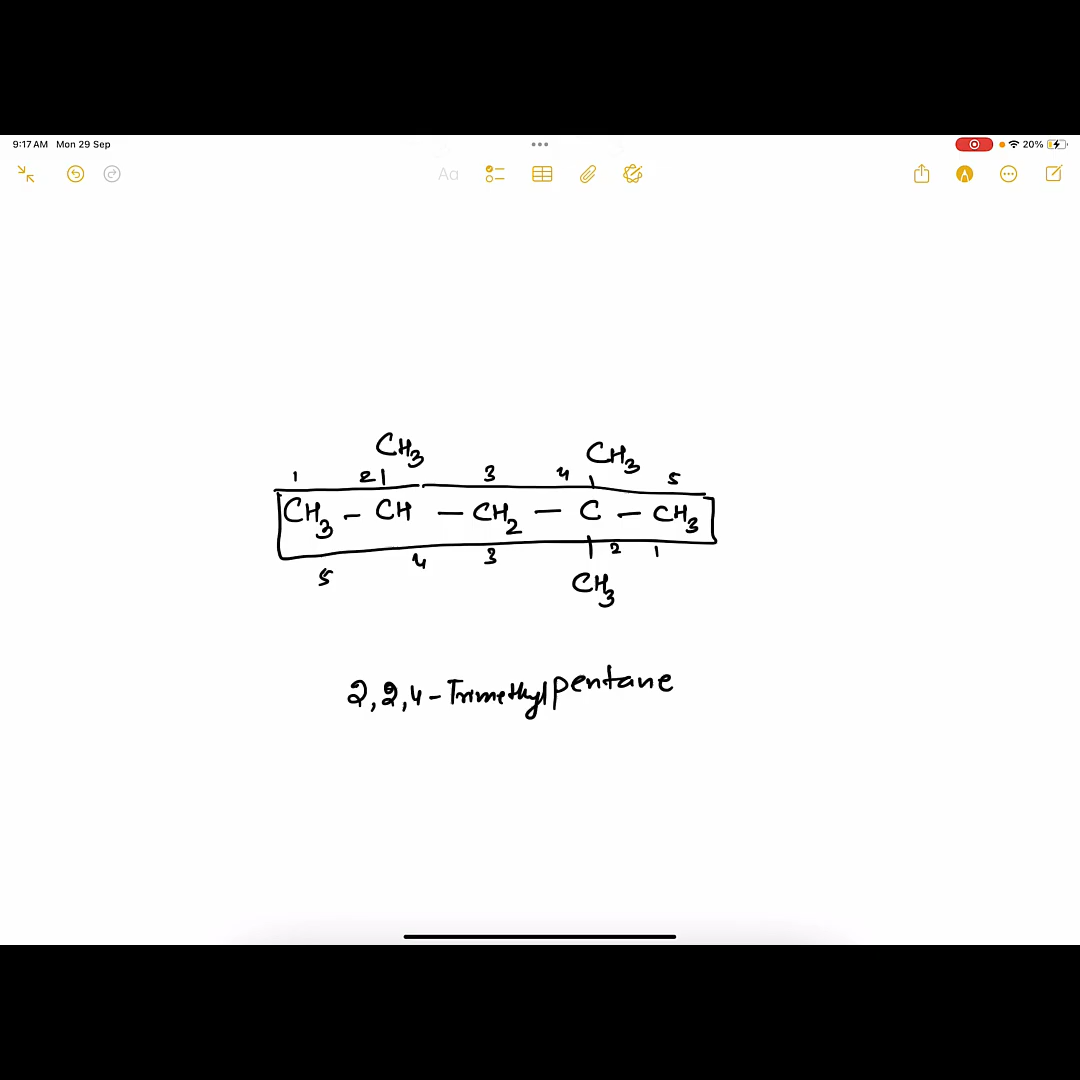 9:17 AM Mon 29 Sep
20%
Aa
CH3 CH3
1 2 3 4 5
CH3 – CH – CH2 – C – CH3
5 4 3 2 1
CH3
2,2,4-Trimethylpentane